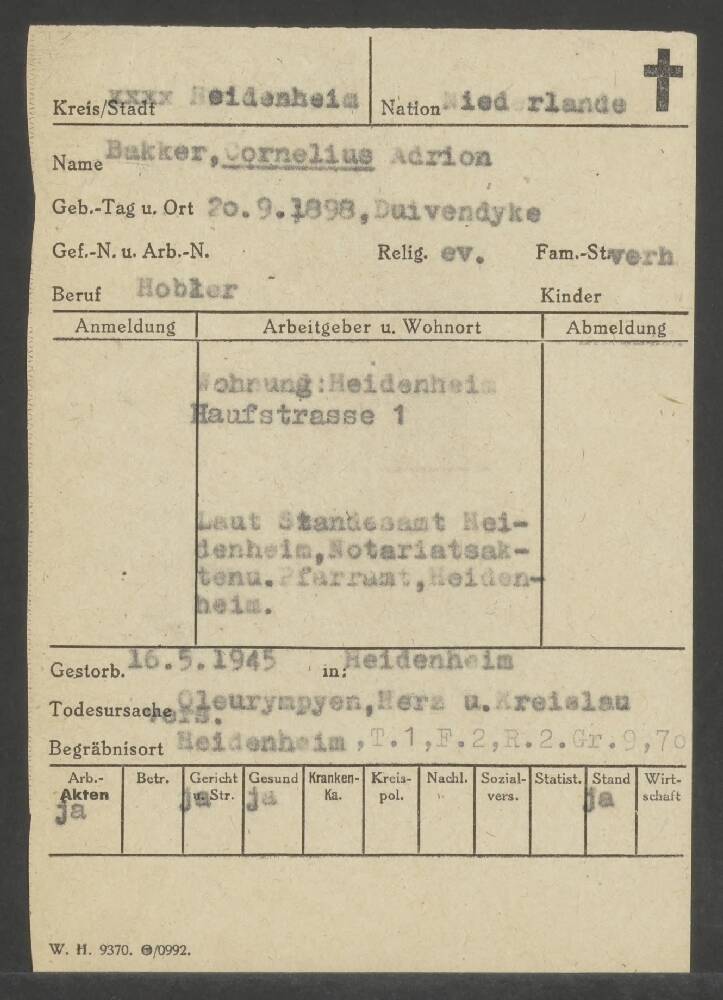 Kreis/Stadt xxxx Heidenheim Nation Niederlande
Name Bakker, Cornelius Adrion
Geb.-Tag u. Ort 2o.9.1898, Duivendyke
Gef.-N. u. Arb.-N. Relig. ev. Fam.-St. verh
Beruf Hobler Kinder
Anmeldung Arbeitgeber u. Wohnort Abmeldung
Wohnung: Heidenheim
Haufstrasse 1
Laut Standesamt Hei-
denheim, Notariatsak-
tenu. Pfarramt, Heiden-
heim.
Gestorb. 16.5.1945 in: Heidenheim
Todesursache Oleurympyen, Herz u. Kreislau
vers.
Begräbnisort Heidenheim, T.1, F.2, R.2. Gr.9, 7o
Arb.-Akten Betr. Gericht u. Str. Gesund Kranken-Ka. Kreis-pol. Nachl. Sozial-vers. Statist. Stand Wirt-schaft
ja ja ja ja
W. H. 9370. /0992.